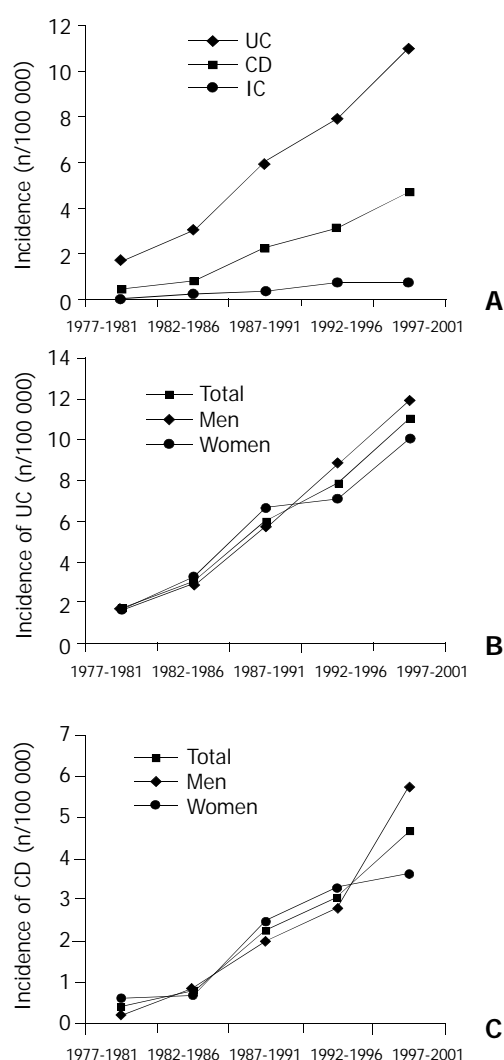 12
10
8
6
4
2
0
Incidence (n/100 000)
UC
CD
IC
1977-1981 1982-1986 1987-1991 1992-1996 1997-2001
A
14
12
10
8
6
4
2
0
Incidence of UC (n/100 000)
Total
Men
Women
1977-1981 1982-1986 1987-1991 1992-1996 1997-2001
B
7
6
5
4
3
2
1
0
Incidence of CD (n/100 000)
Total
Men
Women
1977-1981 1982-1986 1987-1991 1992-1996 1997-2001
C